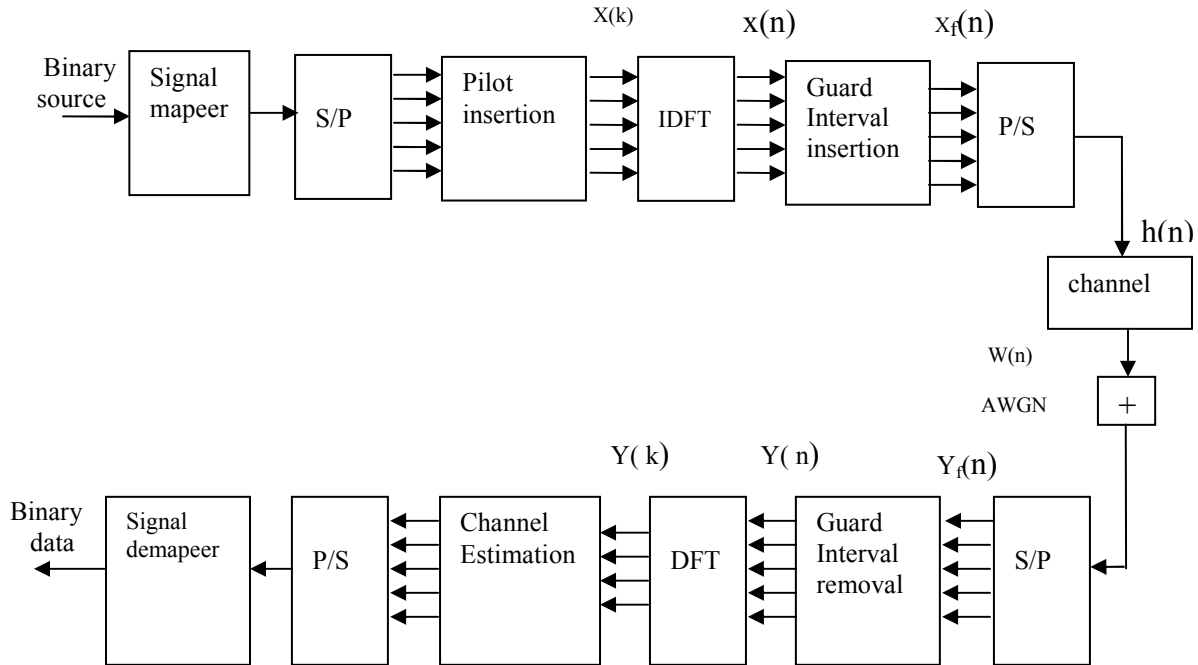 X(k)
x(n)
Xf(n)
Binary
source
Signal
mapeer
S/P
Pilot
insertion
IDFT
Guard
Interval
insertion
P/S
h(n)
channel
W(n)
AWGN
+
Y( k)
Y( n)
Yf(n)
Binary
data
Signal
demapeer
P/S
Channel
Estimation
DFT
Guard
Interval
removal
S/P